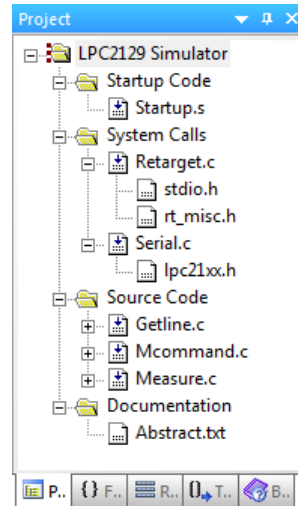 Project
LPC2129 Simulator
Startup Code
Startup.s
System Calls
Retarget.c
stdio.h
rt_misc.h
Serial.c
lpc21xx.h
Source Code
Getline.c
Mcommand.c
Measure.c
Documentation
Abstract.txt
P.. {} F.. R.. 0 T.. B..